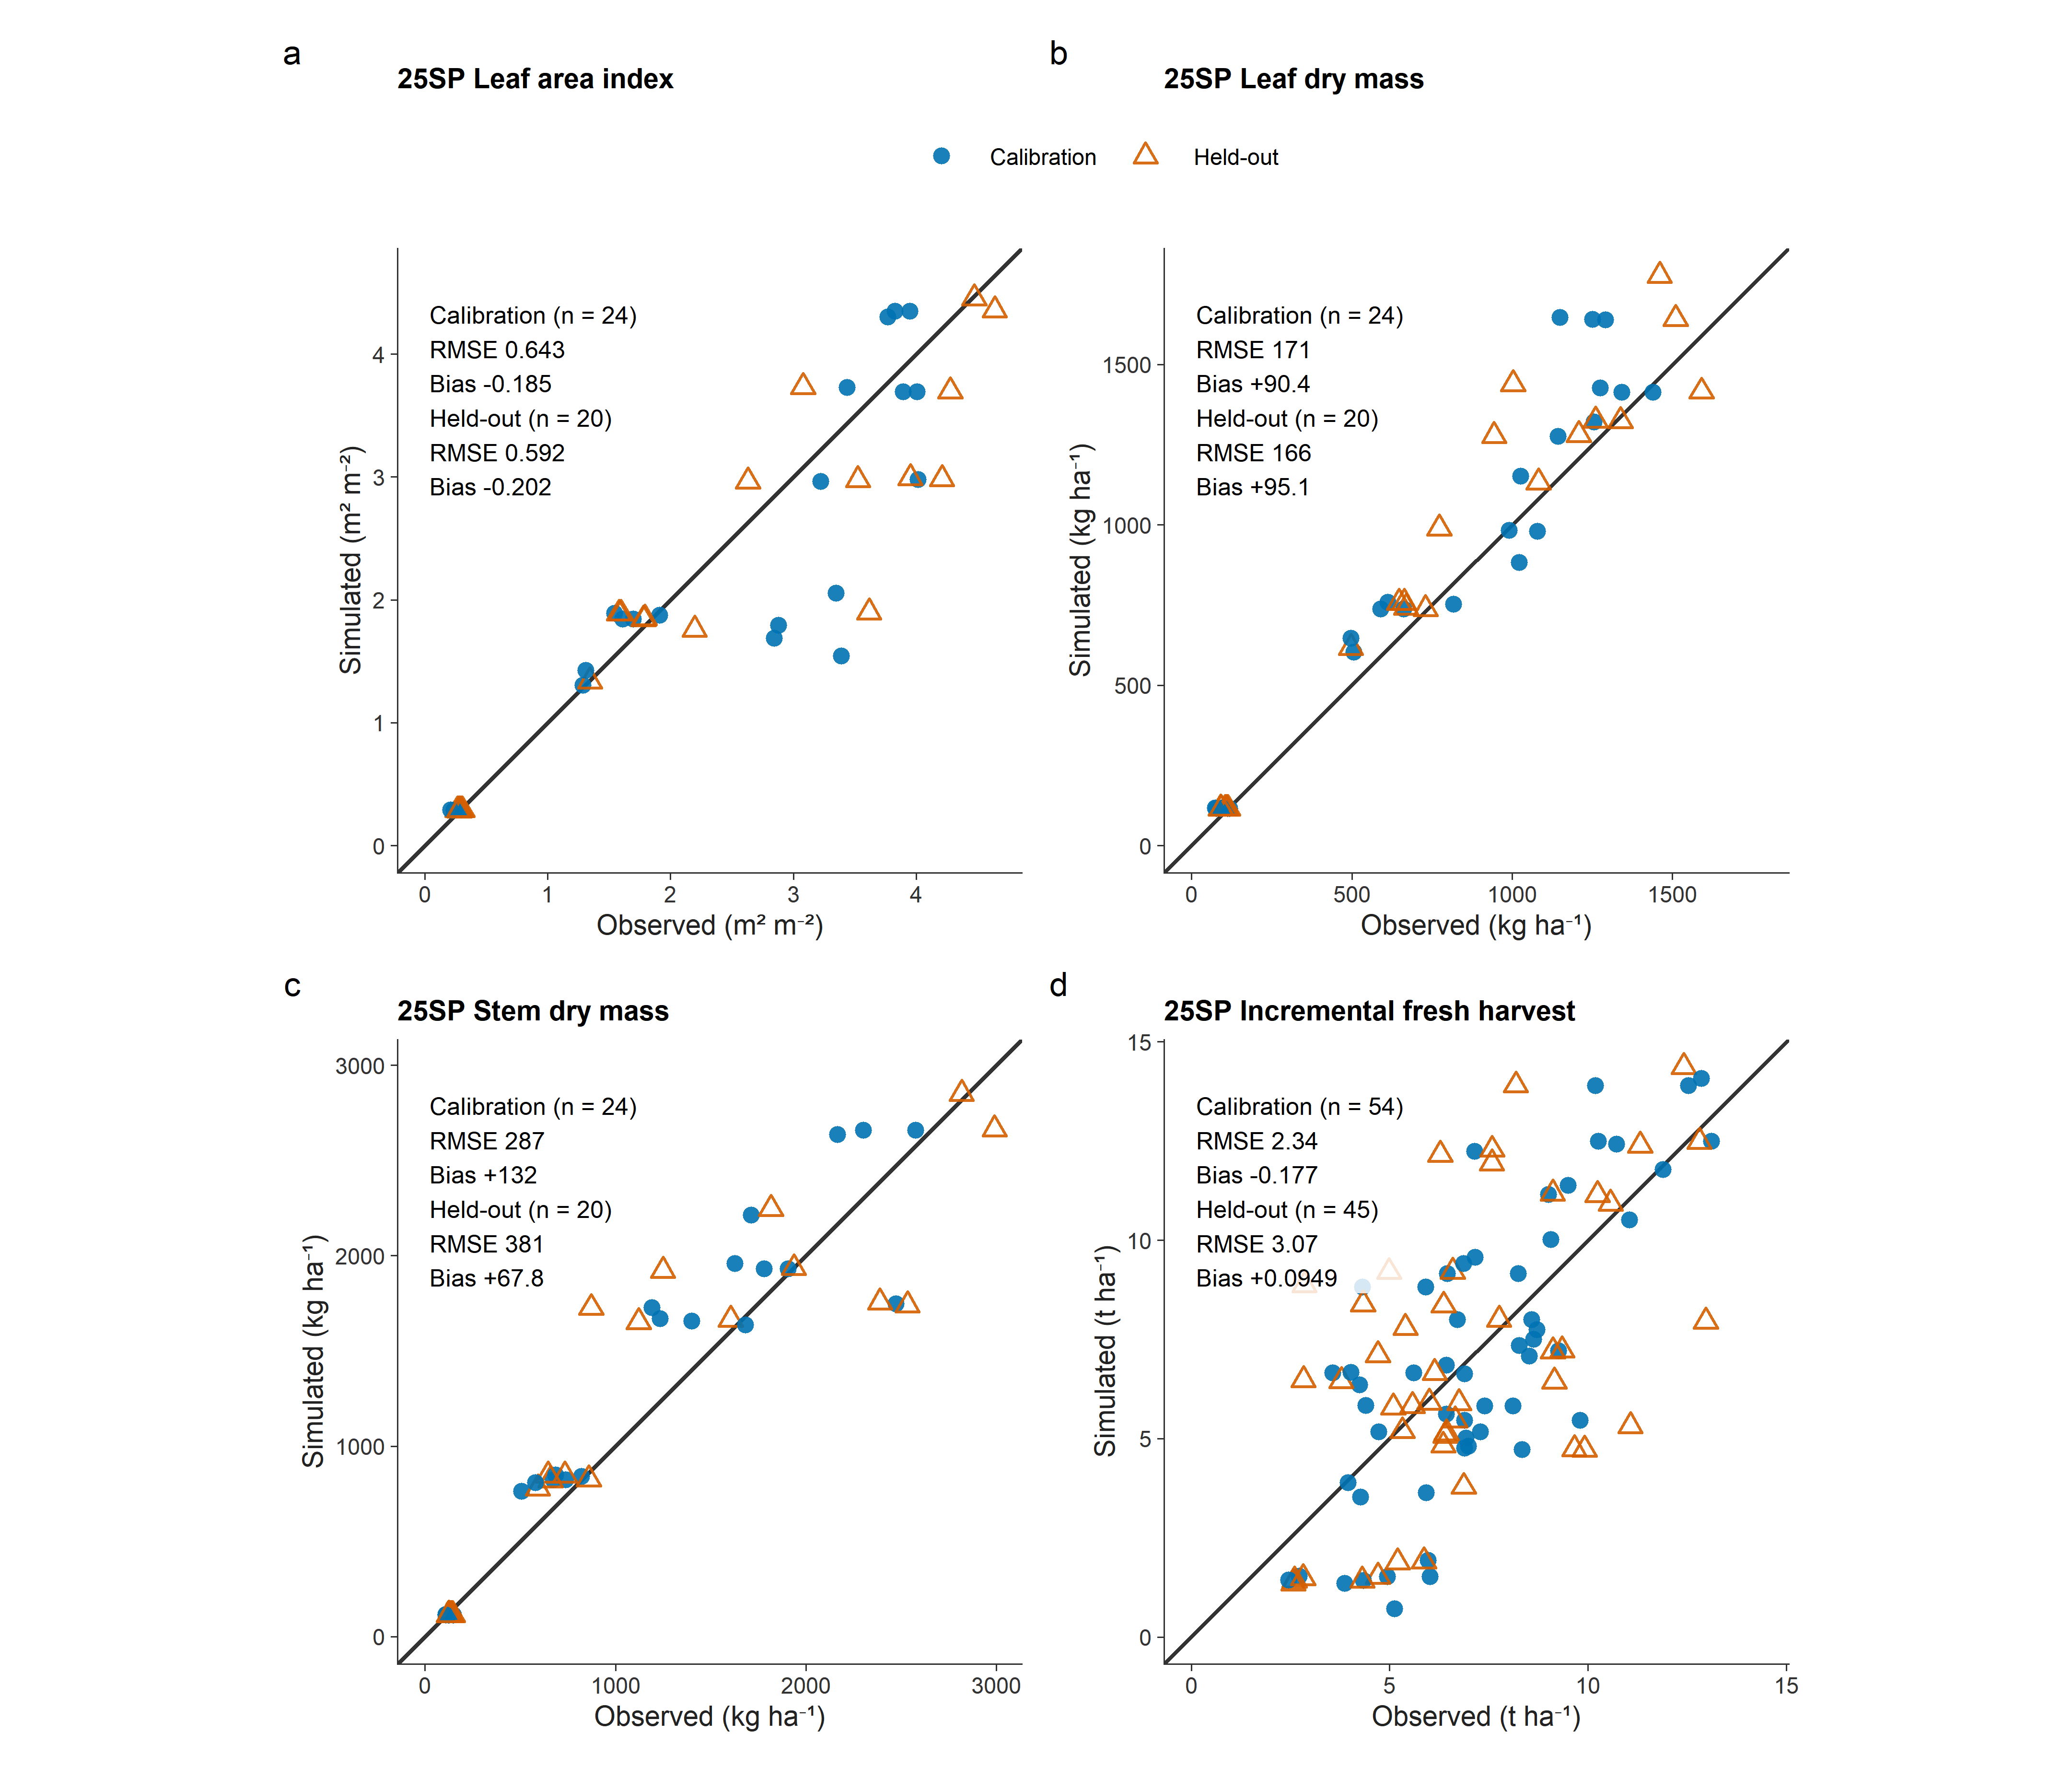 a
25SP Leaf area index
b
25SP Leaf dry mass
Calibration
Held-out
Calibration (n = 24)
RMSE 0.643
Bias -0.185
Held-out (n = 20)
RMSE 0.592
Bias -0.202
4
3
2
1
0
Simulated (m² m⁻²)
0
1
2
3
4
Observed (m² m⁻²)
Calibration (n = 24)
RMSE 171
Bias +90.4
Held-out (n = 20)
RMSE 166
Bias +95.1
1500
1000
500
0
Simulated (kg ha⁻¹)
0
500
1000
1500
Observed (kg ha⁻¹)
c
25SP Stem dry mass
Calibration (n = 24)
RMSE 287
Bias +132
Held-out (n = 20)
RMSE 381
Bias +67.8
3000
2000
1000
0
Simulated (kg ha⁻¹)
0
1000
2000
3000
Observed (kg ha⁻¹)
d
25SP Incremental fresh harvest
Calibration (n = 54)
RMSE 2.34
Bias -0.177
Held-out (n = 45)
RMSE 3.07
Bias +0.0949
15
10
5
0
Simulated (t ha⁻¹)
0
5
10
15
Observed (t ha⁻¹)